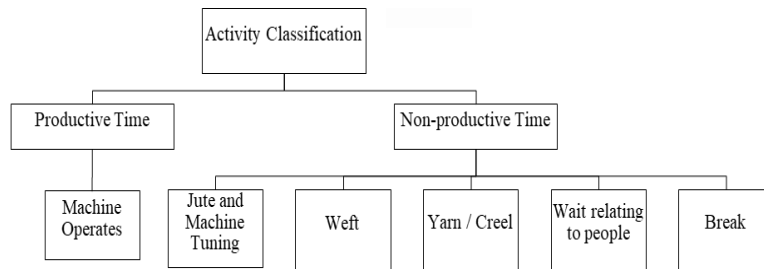 Activity Classification
Productive Time
Non-productive Time
Machine
Operates
Jute and
Machine
Tuning
Weft
Yarn / Creel
Wait relating
to people
Break